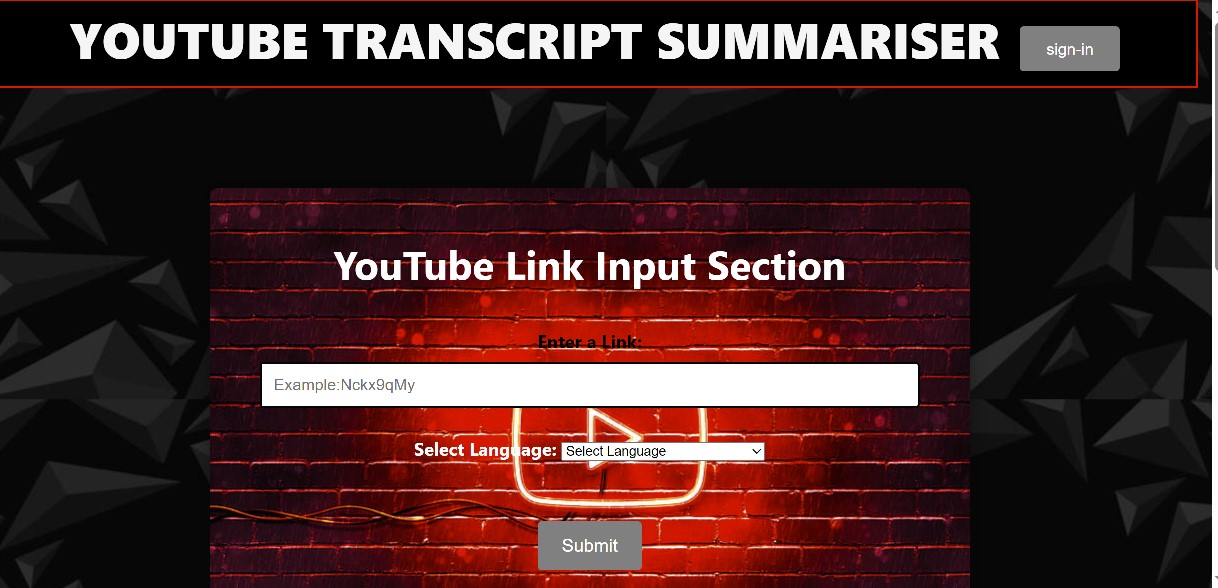 YOUTUBE TRANSCRIPT SUMMARISER
sign-in
YouTube Link Input Section
Enter a Link:
Example:Nckx9qMy
Select Language: Select Language
Submit